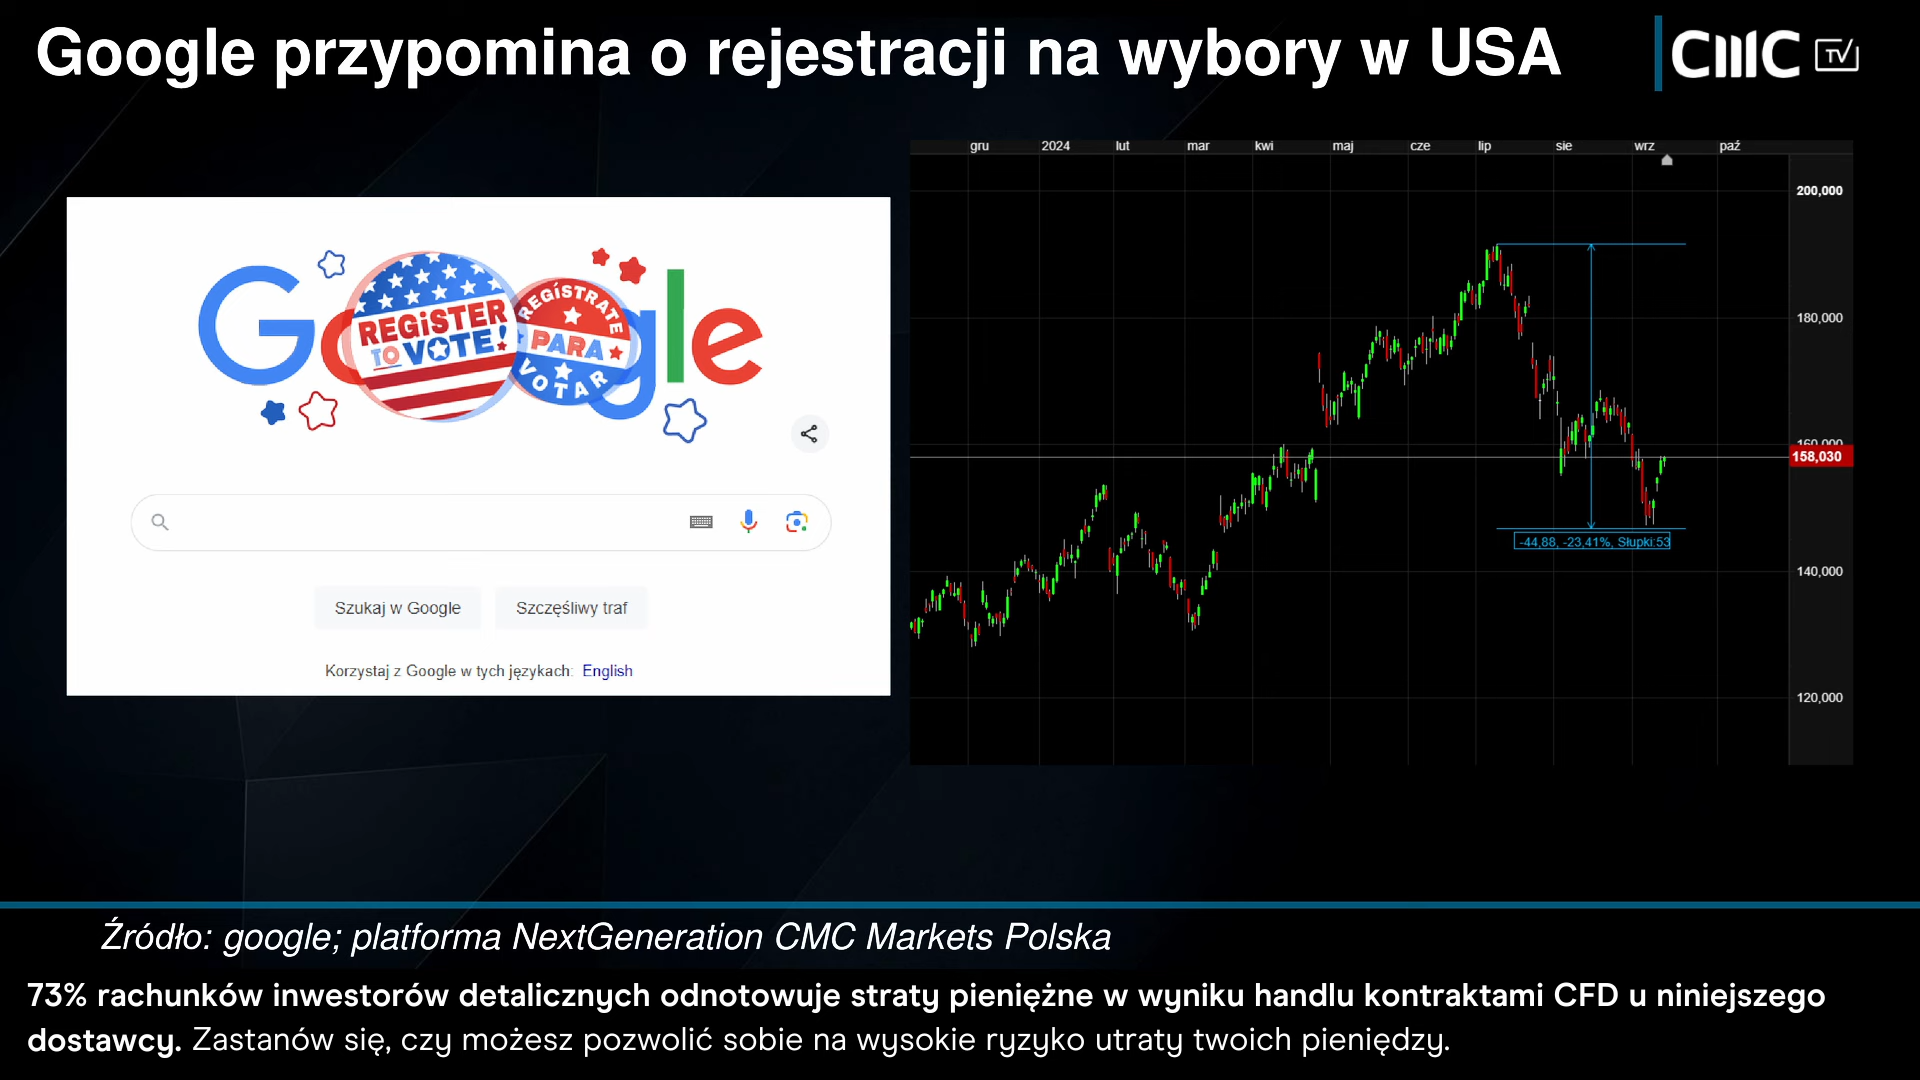 Google przypomina o rejestracji na wybory w USA
CMC TV
Google
REGiSTER
TO VOTE!
REGÍSTRATE
PARA
VOTAR
Szukaj w Google
Szczęśliwy traf
Korzystaj z Google w tych językach: English
gru 2024 lut mar kwi maj cze lip sie wrz paź
200,000
180,000
160,000
158,030
140,000
120,000
-44,88, -23,41%, Słupki:53
Źródło: google; platforma NextGeneration CMC Markets Polska
73% rachunków inwestorów detalicznych odnotowuje straty pieniężne w wyniku handlu kontraktami CFD u niniejszego
dostawcy. Zastanów się, czy możesz pozwolić sobie na wysokie ryzyko utraty twoich pieniędzy.